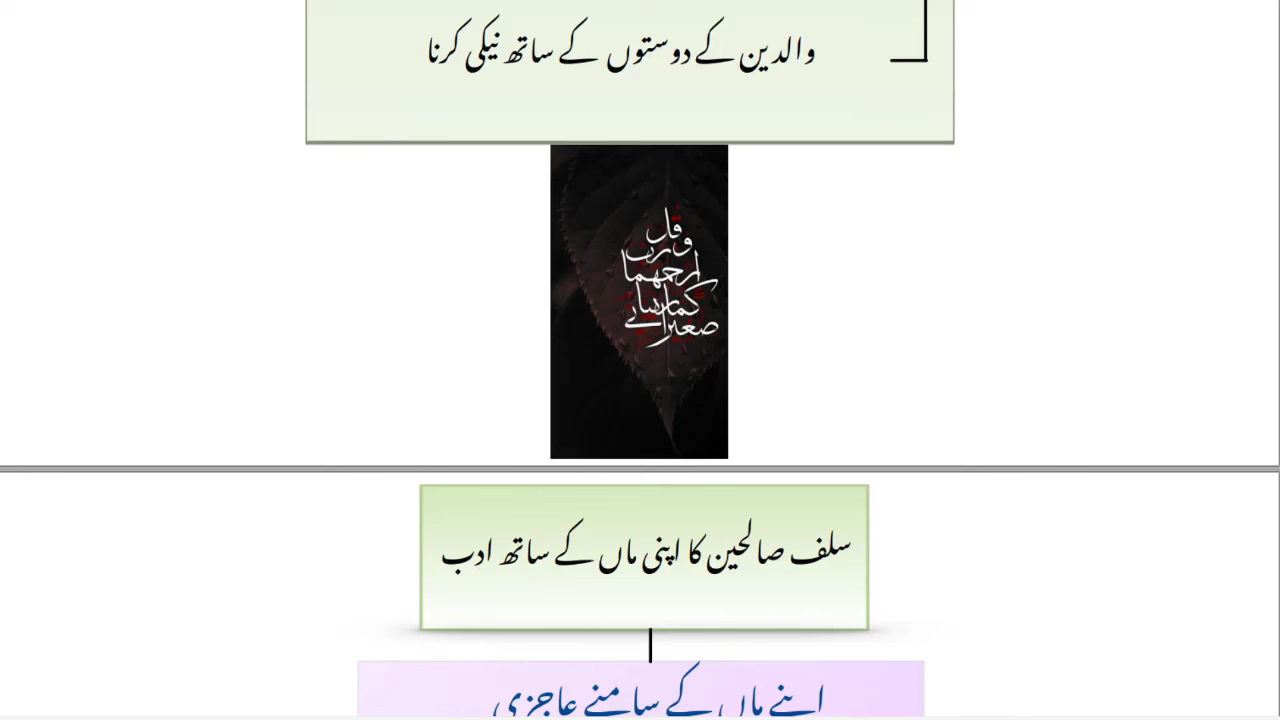 والدین کے دوستوں کے ساتھ نیکی کرنا
وقل
رب
ارحمهما
كما ربياني
صغيرا
سلف صالحین کا اپنی ماں کے ساتھ ادب
اپنے ماں کے سامنے عاجزی